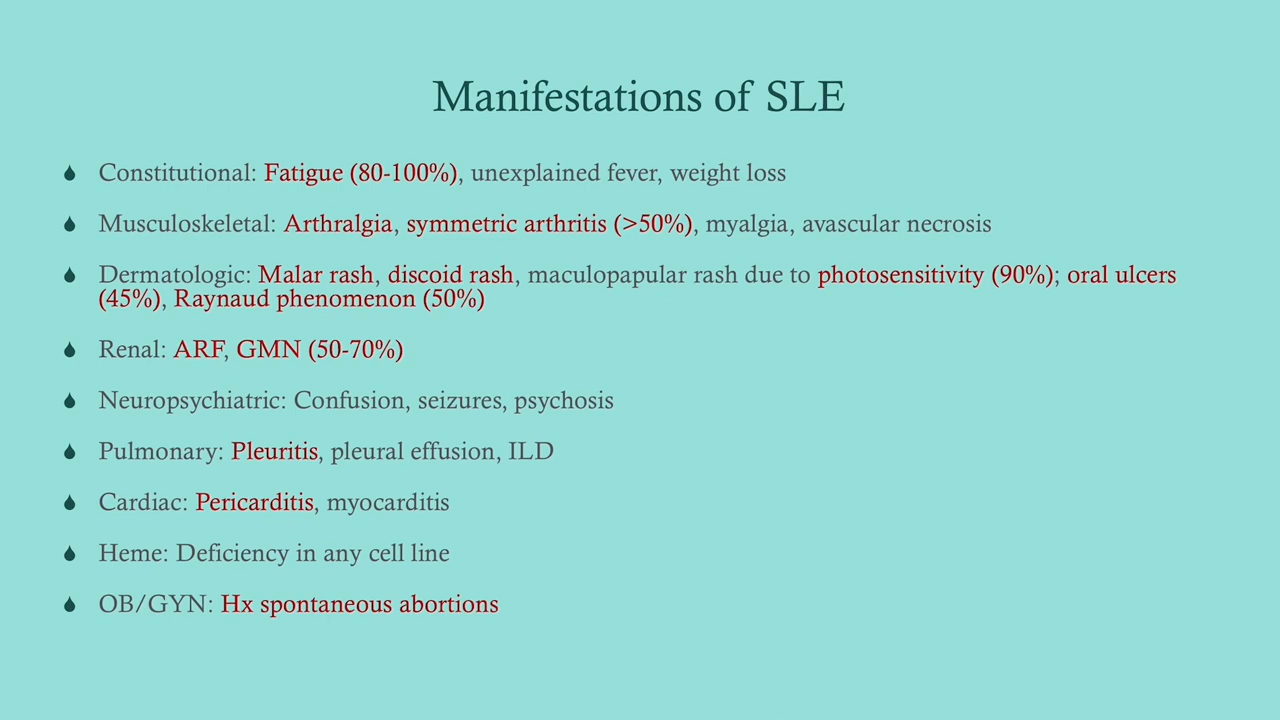 Manifestations of SLE
Constitutional: Fatigue (80-100%), unexplained fever, weight loss
Musculoskeletal: Arthralgia, symmetric arthritis (>50%), myalgia, avascular necrosis
Dermatologic: Malar rash, discoid rash, maculopapular rash due to photosensitivity (90%); oral ulcers
(45%), Raynaud phenomenon (50%)
Renal: ARF, GMN (50-70%)
Neuropsychiatric: Confusion, seizures, psychosis
Pulmonary: Pleuritis, pleural effusion, ILD
Cardiac: Pericarditis, myocarditis
Heme: Deficiency in any cell line
OB/GYN: Hx spontaneous abortions